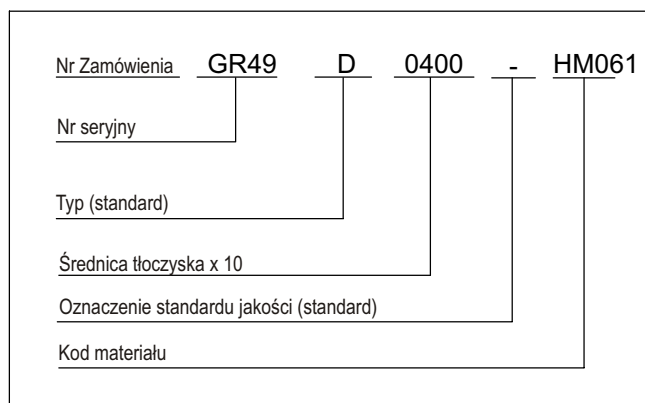 Nr Zamówienia GR49 D 0400 - HM061
Nr seryjny
Typ (standard)
Średnica tłoczyska x 10
Oznaczenie standardu jakości (standard)
Kod materiału